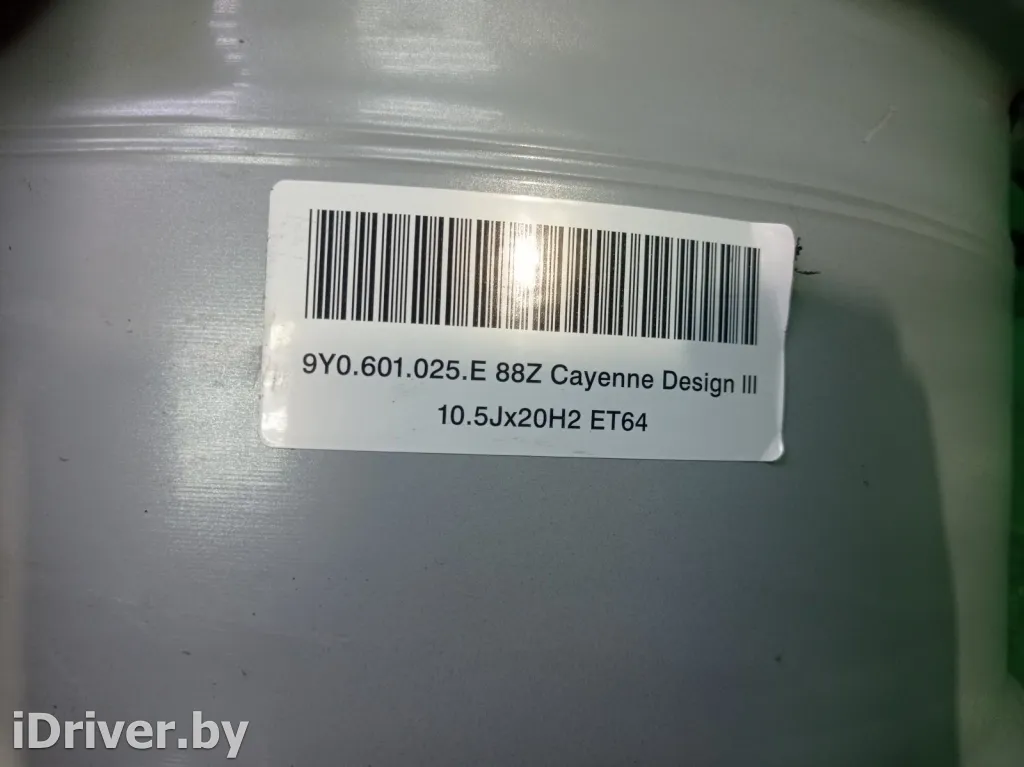 9Y0.601.025.E 88Z Cayenne Design III
10.5Jx20H2 ET64
iDriver.by